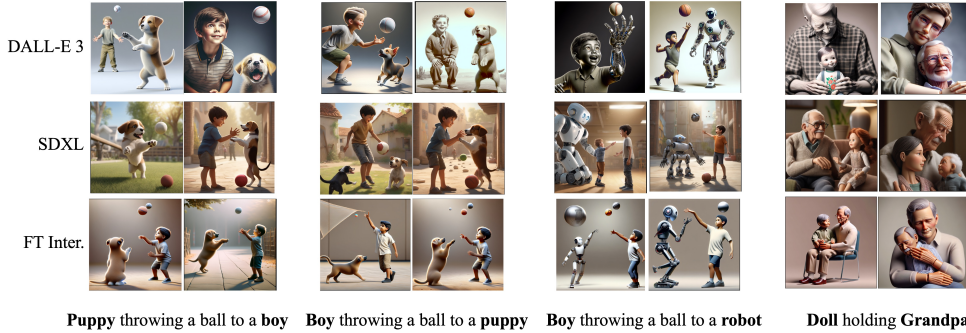 DALL-E 3
SDXL
FT Inter.
Puppy throwing a ball to a boy
Boy throwing a ball to a puppy
Boy throwing a ball to a robot
Doll holding Grandpa